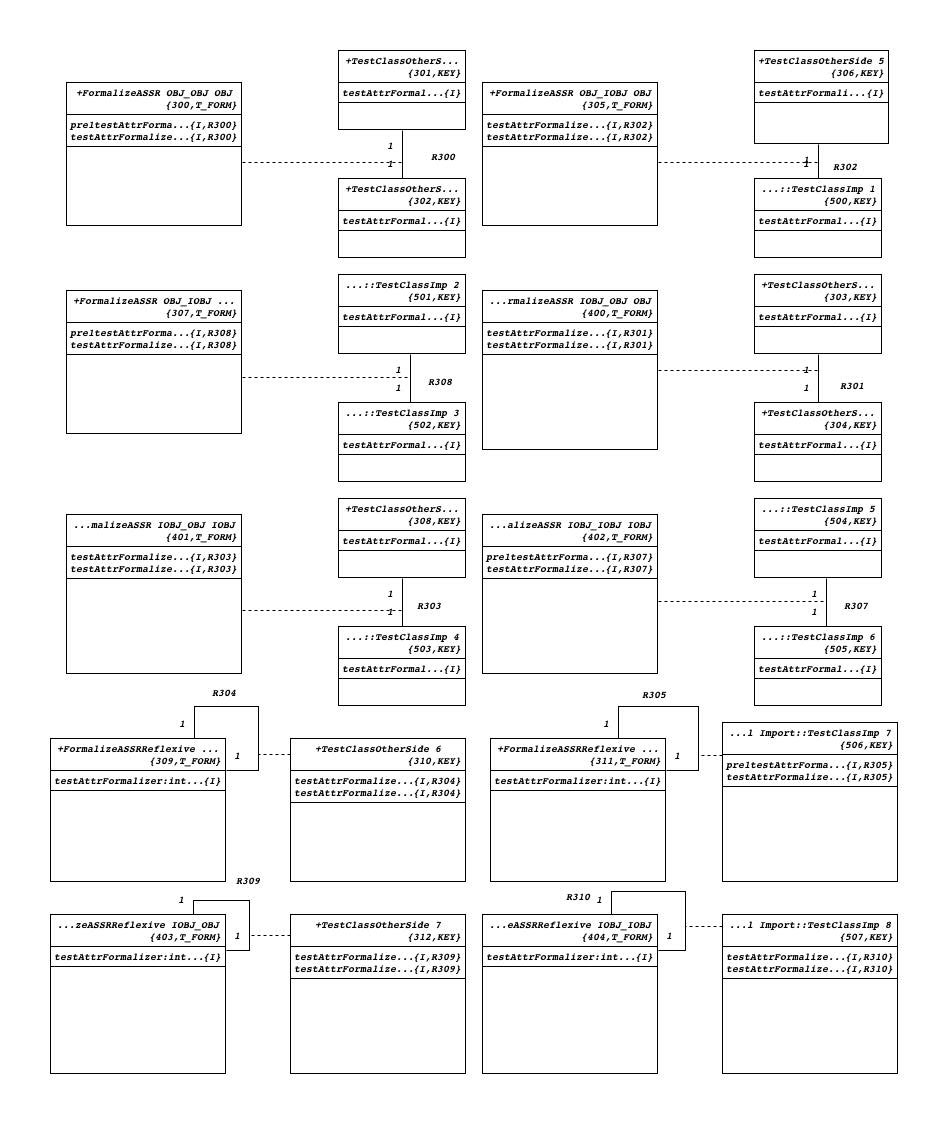 +TestClassOtherS...
{301,KEY}
testAttrFormal...{I}
+FormalizeASSR OBJ_OBJ OBJ
{300,T_FORM}
preltestAttrForma...{I,R300}
testAttrFormalize...{I,R300}
1
1
R300
+TestClassOtherS...
{302,KEY}
testAttrFormal...{I}
+TestClassOtherSide 5
{306,KEY}
testAttrFormali...{I}
+FormalizeASSR OBJ_IOBJ OBJ
{305,T_FORM}
testAttrFormalize...{I,R302}
testAttrFormalize...{I,R302}
1
1
R302
...::TestClassImp 1
{500,KEY}
testAttrFormal...{I}
...::TestClassImp 2
{501,KEY}
testAttrFormal...{I}
+FormalizeASSR OBJ_IOBJ ...
{307,T_FORM}
preltestAttrForma...{I,R308}
testAttrFormalize...{I,R308}
1
1
R308
...::TestClassImp 3
{502,KEY}
testAttrFormal...{I}
+TestClassOtherS...
{303,KEY}
testAttrFormal...{I}
...rmalizeASSR IOBJ_OBJ OBJ
{400,T_FORM}
testAttrFormalize...{I,R301}
testAttrFormalize...{I,R301}
1
1
R301
+TestClassOtherS...
{304,KEY}
testAttrFormal...{I}
+TestClassOtherS...
{308,KEY}
testAttrFormal...{I}
...malizeASSR IOBJ_OBJ IOBJ
{401,T_FORM}
testAttrFormalize...{I,R303}
testAttrFormalize...{I,R303}
1
1
R303
...::TestClassImp 4
{503,KEY}
testAttrFormal...{I}
...::TestClassImp 5
{504,KEY}
testAttrFormal...{I}
...alizeASSR IOBJ_IOBJ IOBJ
{402,T_FORM}
preltestAttrForma...{I,R307}
testAttrFormalize...{I,R307}
1
1
R307
...::TestClassImp 6
{505,KEY}
testAttrFormal...{I}
R304
1
1
+FormalizeASSRReflexive ...
{309,T_FORM}
testAttrFormalizer:int...{I}
+TestClassOtherSide 6
{310,KEY}
testAttrFormalize...{I,R304}
testAttrFormalize...{I,R304}
R305
1
1
+FormalizeASSRReflexive ...
{311,T_FORM}
testAttrFormalizer:int...{I}
...l Import::TestClassImp 7
{506,KEY}
preltestAttrForma...{I,R305}
testAttrFormalize...{I,R305}
R309
1
1
...zeASSRReflexive IOBJ_OBJ
{403,T_FORM}
testAttrFormalizer:int...{I}
+TestClassOtherSide 7
{312,KEY}
testAttrFormalize...{I,R309}
testAttrFormalize...{I,R309}
R310
1
1
...eASSRReflexive IOBJ_IOBJ
{404,T_FORM}
testAttrFormalizer:int...{I}
...l Import::TestClassImp 8
{507,KEY}
testAttrFormalize...{I,R310}
testAttrFormalize...{I,R310}